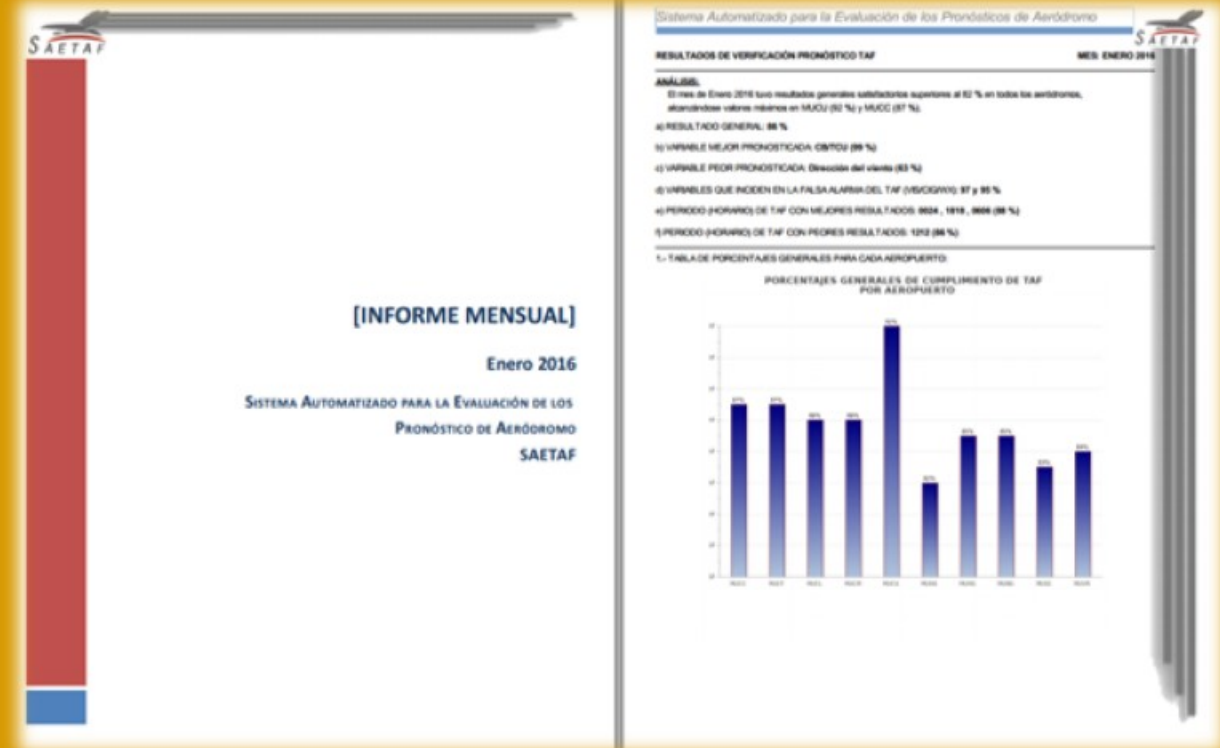 SAETAF
[INFORME MENSUAL]
Enero 2016
SISTEMA AUTOMATIZADO PARA LA EVALUACIÓN DE LOS
PRONÓSTICO DE AERÓDROMO
SAETAF
Sistema Automatizado para la Evaluación de los Pronósticos de Aeródromo
SAETAF
RESULTADOS DE VERIFICACIÓN PRONÓSTICO TAF MES: ENERO 2016
ANÁLISIS:
El mes de Enero 2016 tuvo resultados generales satisfactorios superiores al 82 % en todos los aeródromos,
alcanzándose valores máximos en MUCU (92 %) y MUCC (87 %).
a) RESULTADO GENERAL: 86 %
b) VARIABLE MEJOR PRONOSTICADA: CB/TCU (99 %)
c) VARIABLE PEOR PRONOSTICADA: Dirección del viento (63 %)
d) VARIABLES QUE INCIDEN EN LA FALSA ALARMA DEL TAF (VIS/CIG/WX): 97 y 95 %
e) PERIODO (HORARIO) DE TAF CON MEJORES RESULTADOS: 0024 , 1818 , 0606 (88 %)
f) PERIODO (HORARIO) DE TAF CON PEORES RESULTADOS: 1212 (86 %)
1.- TABLA DE PORCENTAJES GENERALES PARA CADA AEROPUERTO:
PORCENTAJES GENERALES DE CUMPLIMIENTO DE TAF
POR AEROPUERTO